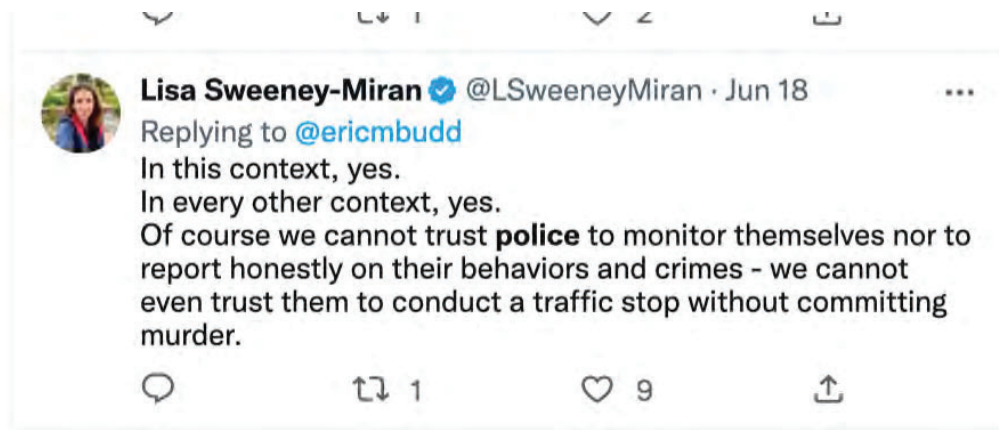 1 2
Lisa Sweeney-Miran @LSweeneyMiran · Jun 18 ...
Replying to @ericmbudd
In this context, yes.
In every other context, yes.
Of course we cannot trust police to monitor themselves nor to
report honestly on their behaviors and crimes - we cannot
even trust them to conduct a traffic stop without committing
murder.
1 9